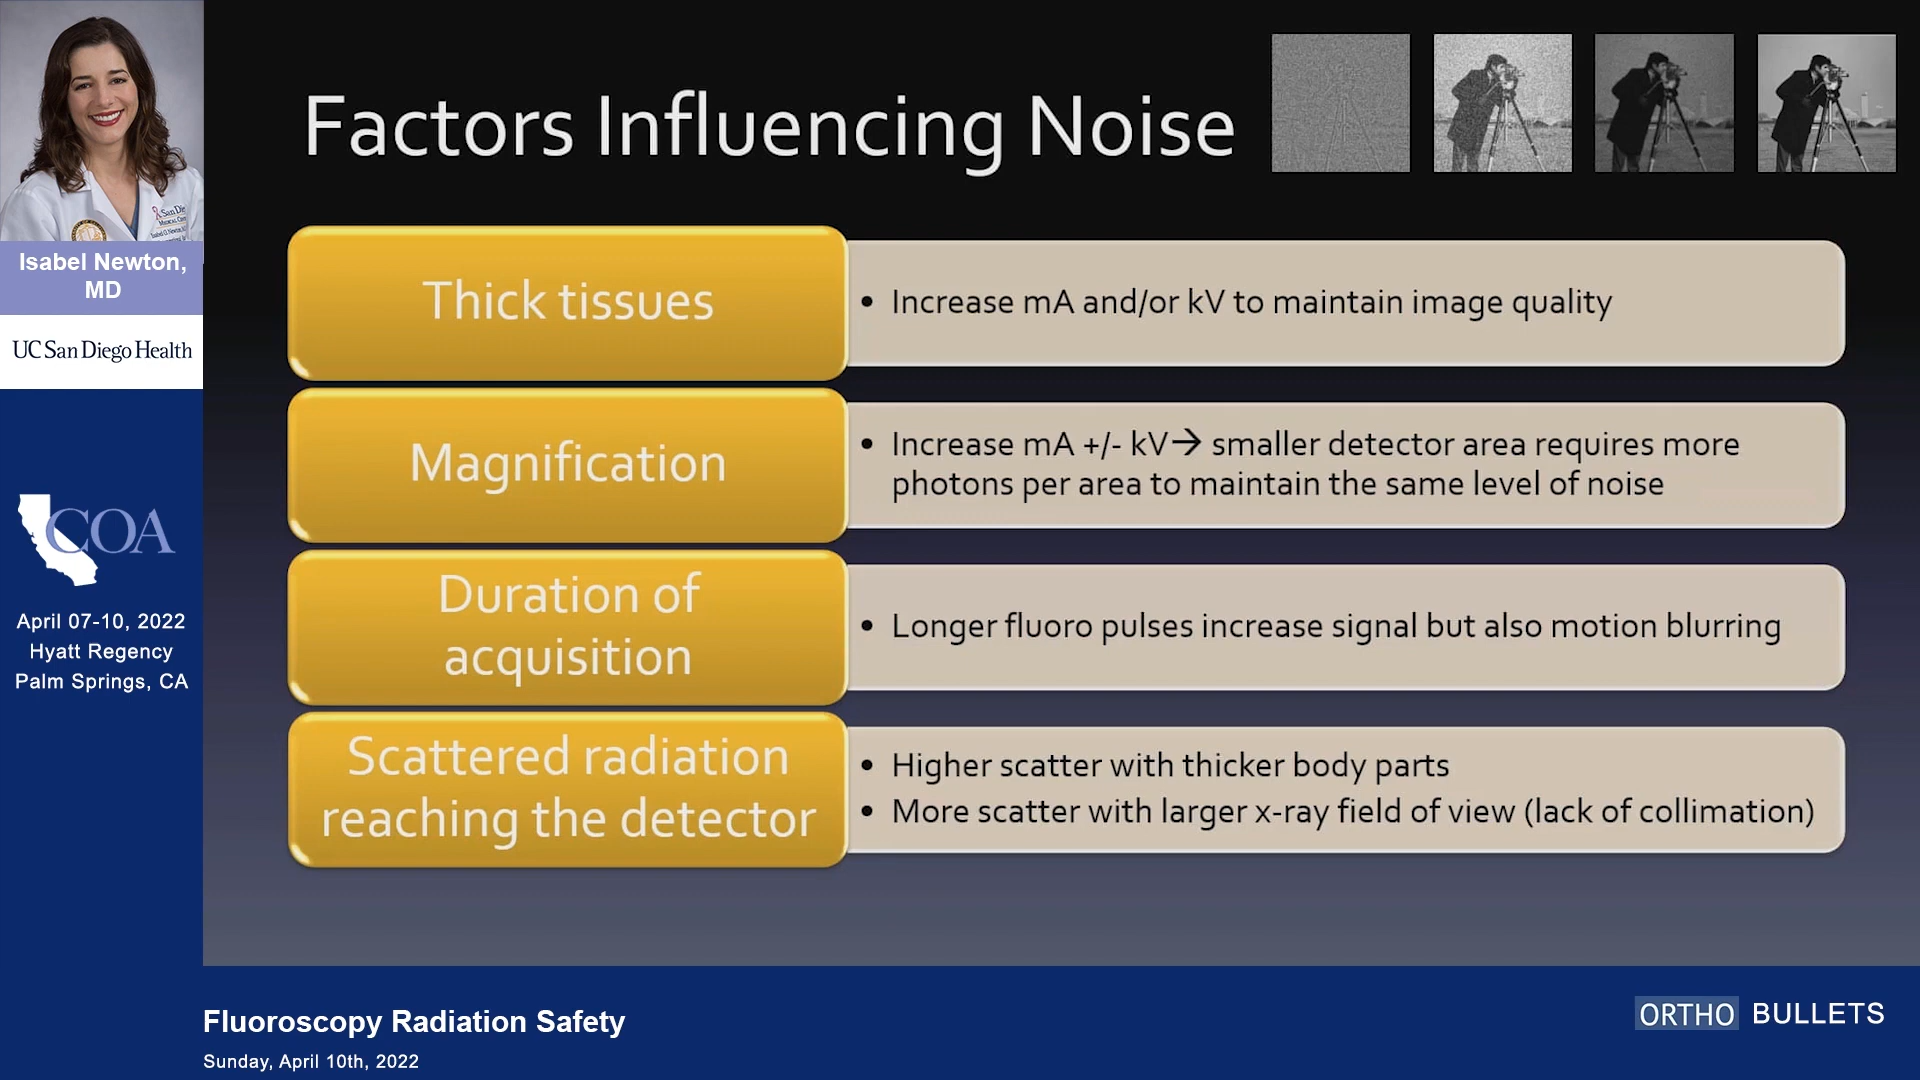 Isabel Newton,
MD
UC San Diego Health
COA
April 07-10, 2022
Hyatt Regency
Palm Springs, CA
Factors Influencing Noise
Thick tissues
• Increase mA and/or kV to maintain image quality
Magnification
• Increase mA +/- kV→ smaller detector area requires more
photons per area to maintain the same level of noise
Duration of
acquisition
• Longer fluoro pulses increase signal but also motion blurring
Scattered radiation
reaching the detector
• Higher scatter with thicker body parts
• More scatter with larger x-ray field of view (lack of collimation)
Fluoroscopy Radiation Safety
Sunday, April 10th, 2022
ORTHO BULLETS